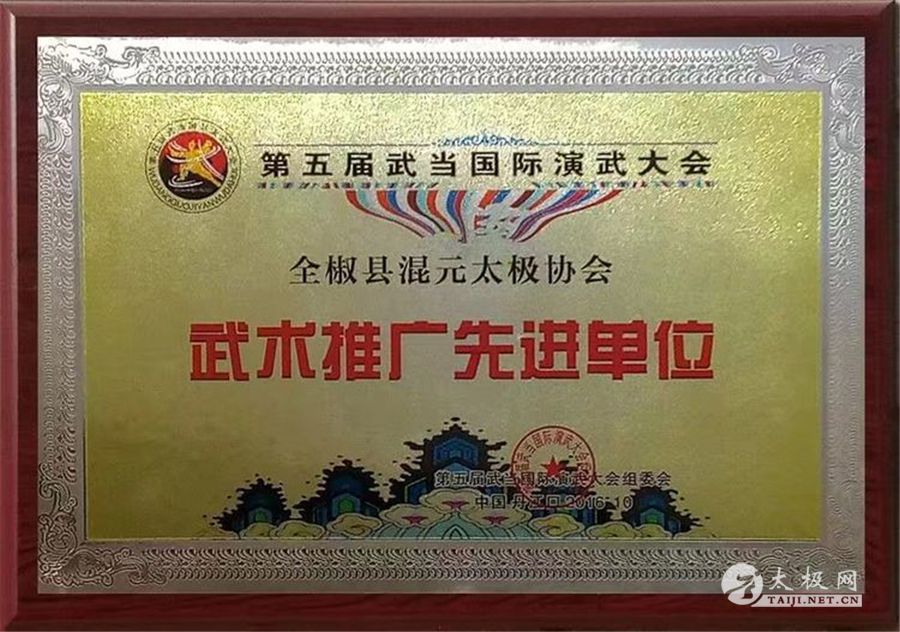 第五届武当国际演武大会
全椒县混元太极协会
武术推广先进单位
第五届武当国际演武大会组委会
中国·丹江口 2016·10
太极网
TAIJI.NET.CN